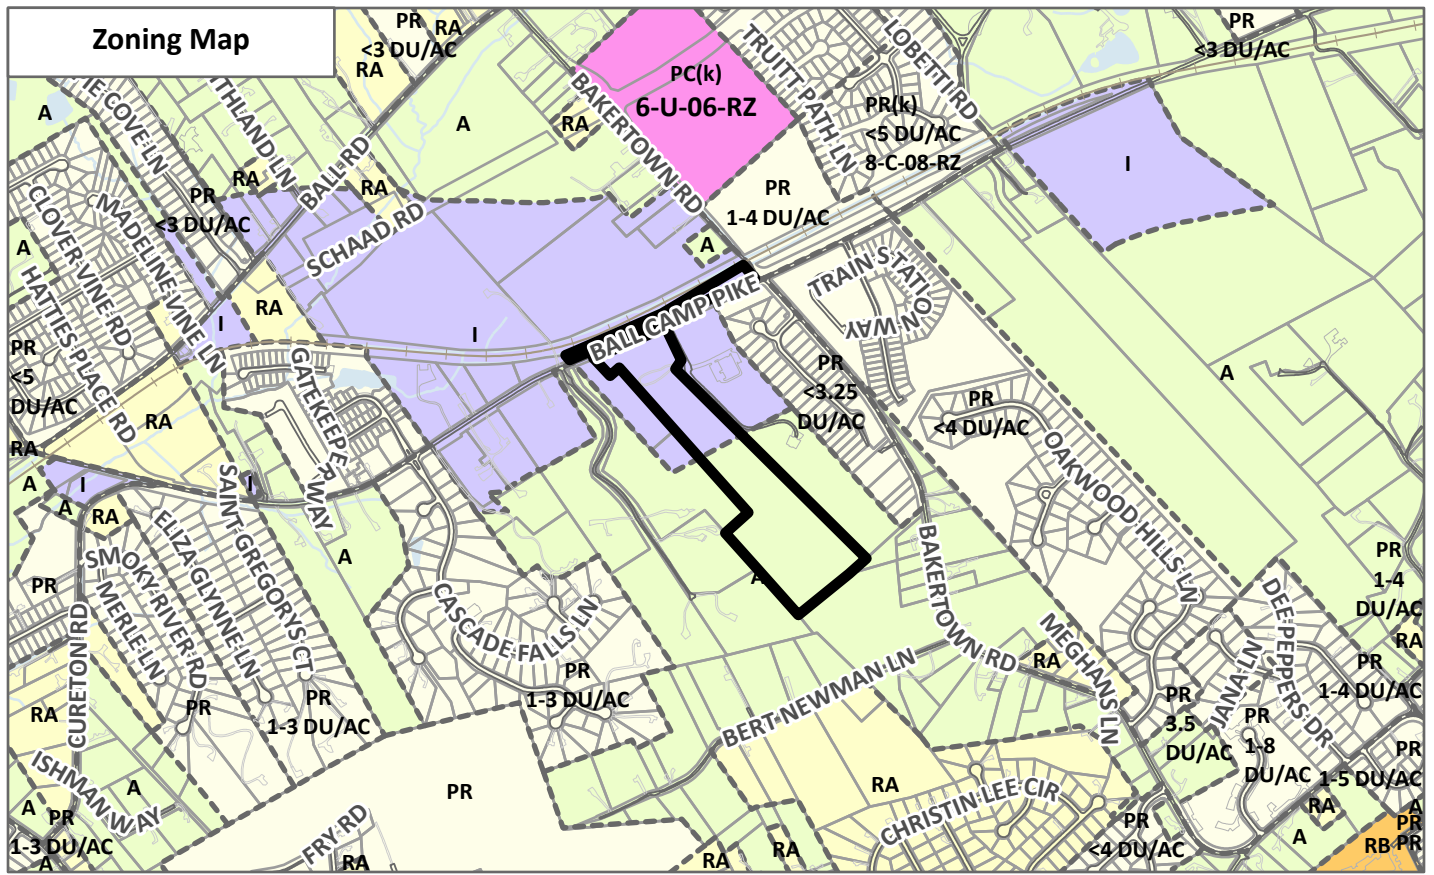 Zoning Map
PR
RA
<3 DU/AC
RA
PR
<3 DU/AC
LOBETTI RD
TRUITT PATH LN
PC(k)
6-U-06-RZ
BAKERTOWN RD
A
RA
A
PR(k)
<5 DU/AC
8-C-08-RZ
I
THLAND LN
E COVE LN
BALL RD
RA
RA
PR
<3 DU/AC
SCHAAD RD
PR
1-4 DU/AC
A
CLOVER VINE RD
MADELINE VINE LN
HATTIES PLACE RD
A
RA
I
I
BALL CAMP PIKE
TRAIN STATION WAY
PR
<5
DU/AC
GATEKEEPER WAY
PR
<3.25
DU/AC
A
PR
<4 DU/AC
RA
RA
OAKWOOD HILLS LN
A
I
I
A
RA
SAINT GREGORYS CT
ELIZA GLYNNE LN
SMOKY RIVER RD
MERLE LN
CURETON RD
A
PR
A
BAKERTOWN RD
PR
1-4
DU/AC
CASCADE FALLS LN
MEGHANS LN
DEE PEPPERS DR
JANA LN
RA
RA
PR
1-3 DU/AC
BERT NEWMAN LN
PR
1-4 DU/AC
PR
PR
1-3 DU/AC
RA
PR
3.5
DU/AC
PR
1-8
DU/AC
PR
1-5 DU/AC
ISHMAN WAY
A
A
PR
1-3 DU/AC
A
PR
RA
CHRISTIN LEE CIR
FRY RD
RA
RA
RA
PR
<4 DU/AC
RA
A
A
PR
RB
PR